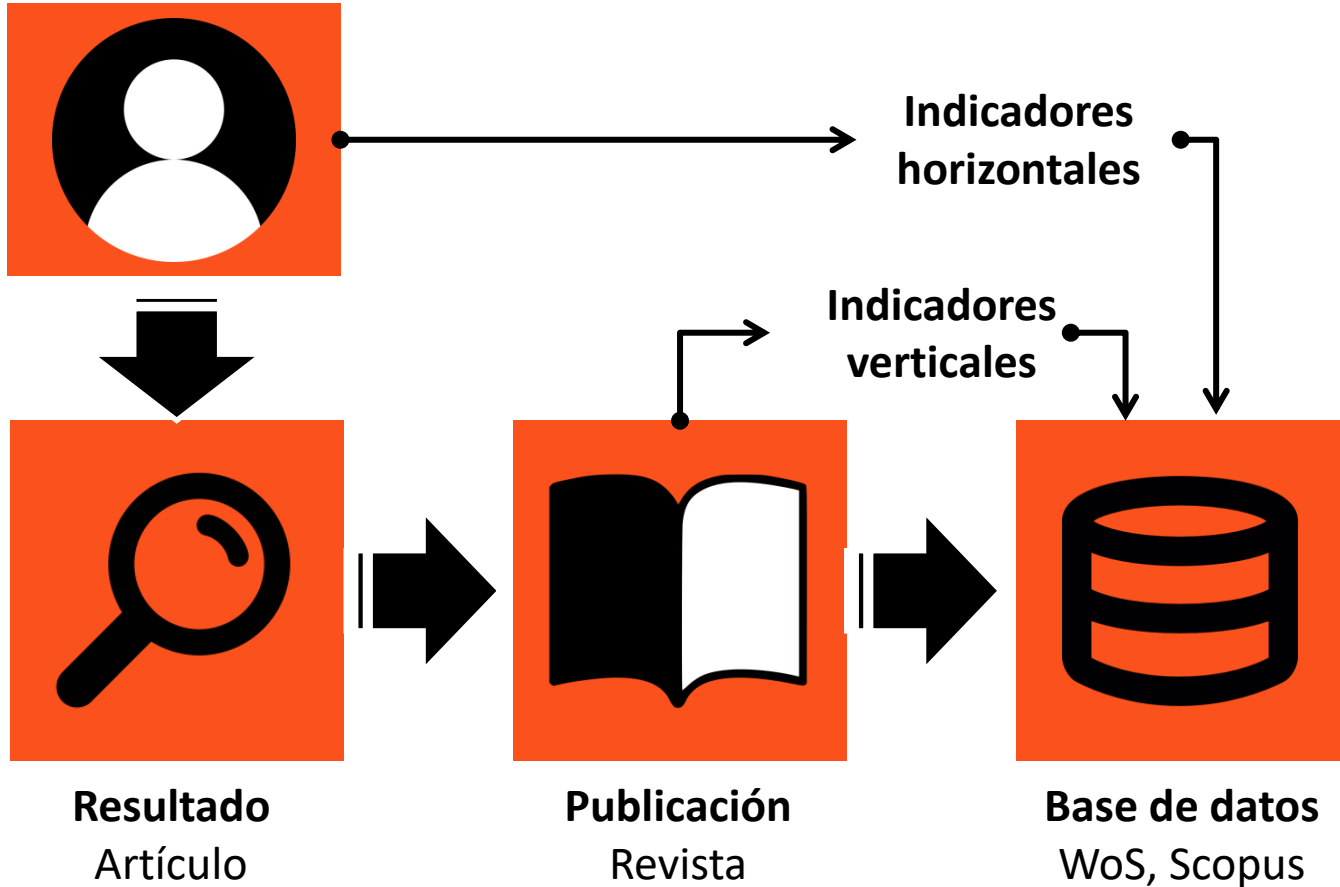 Indicadores
horizontales
Indicadores
verticales
Resultado
Artículo
Publicación
Revista
Base de datos
WoS, Scopus